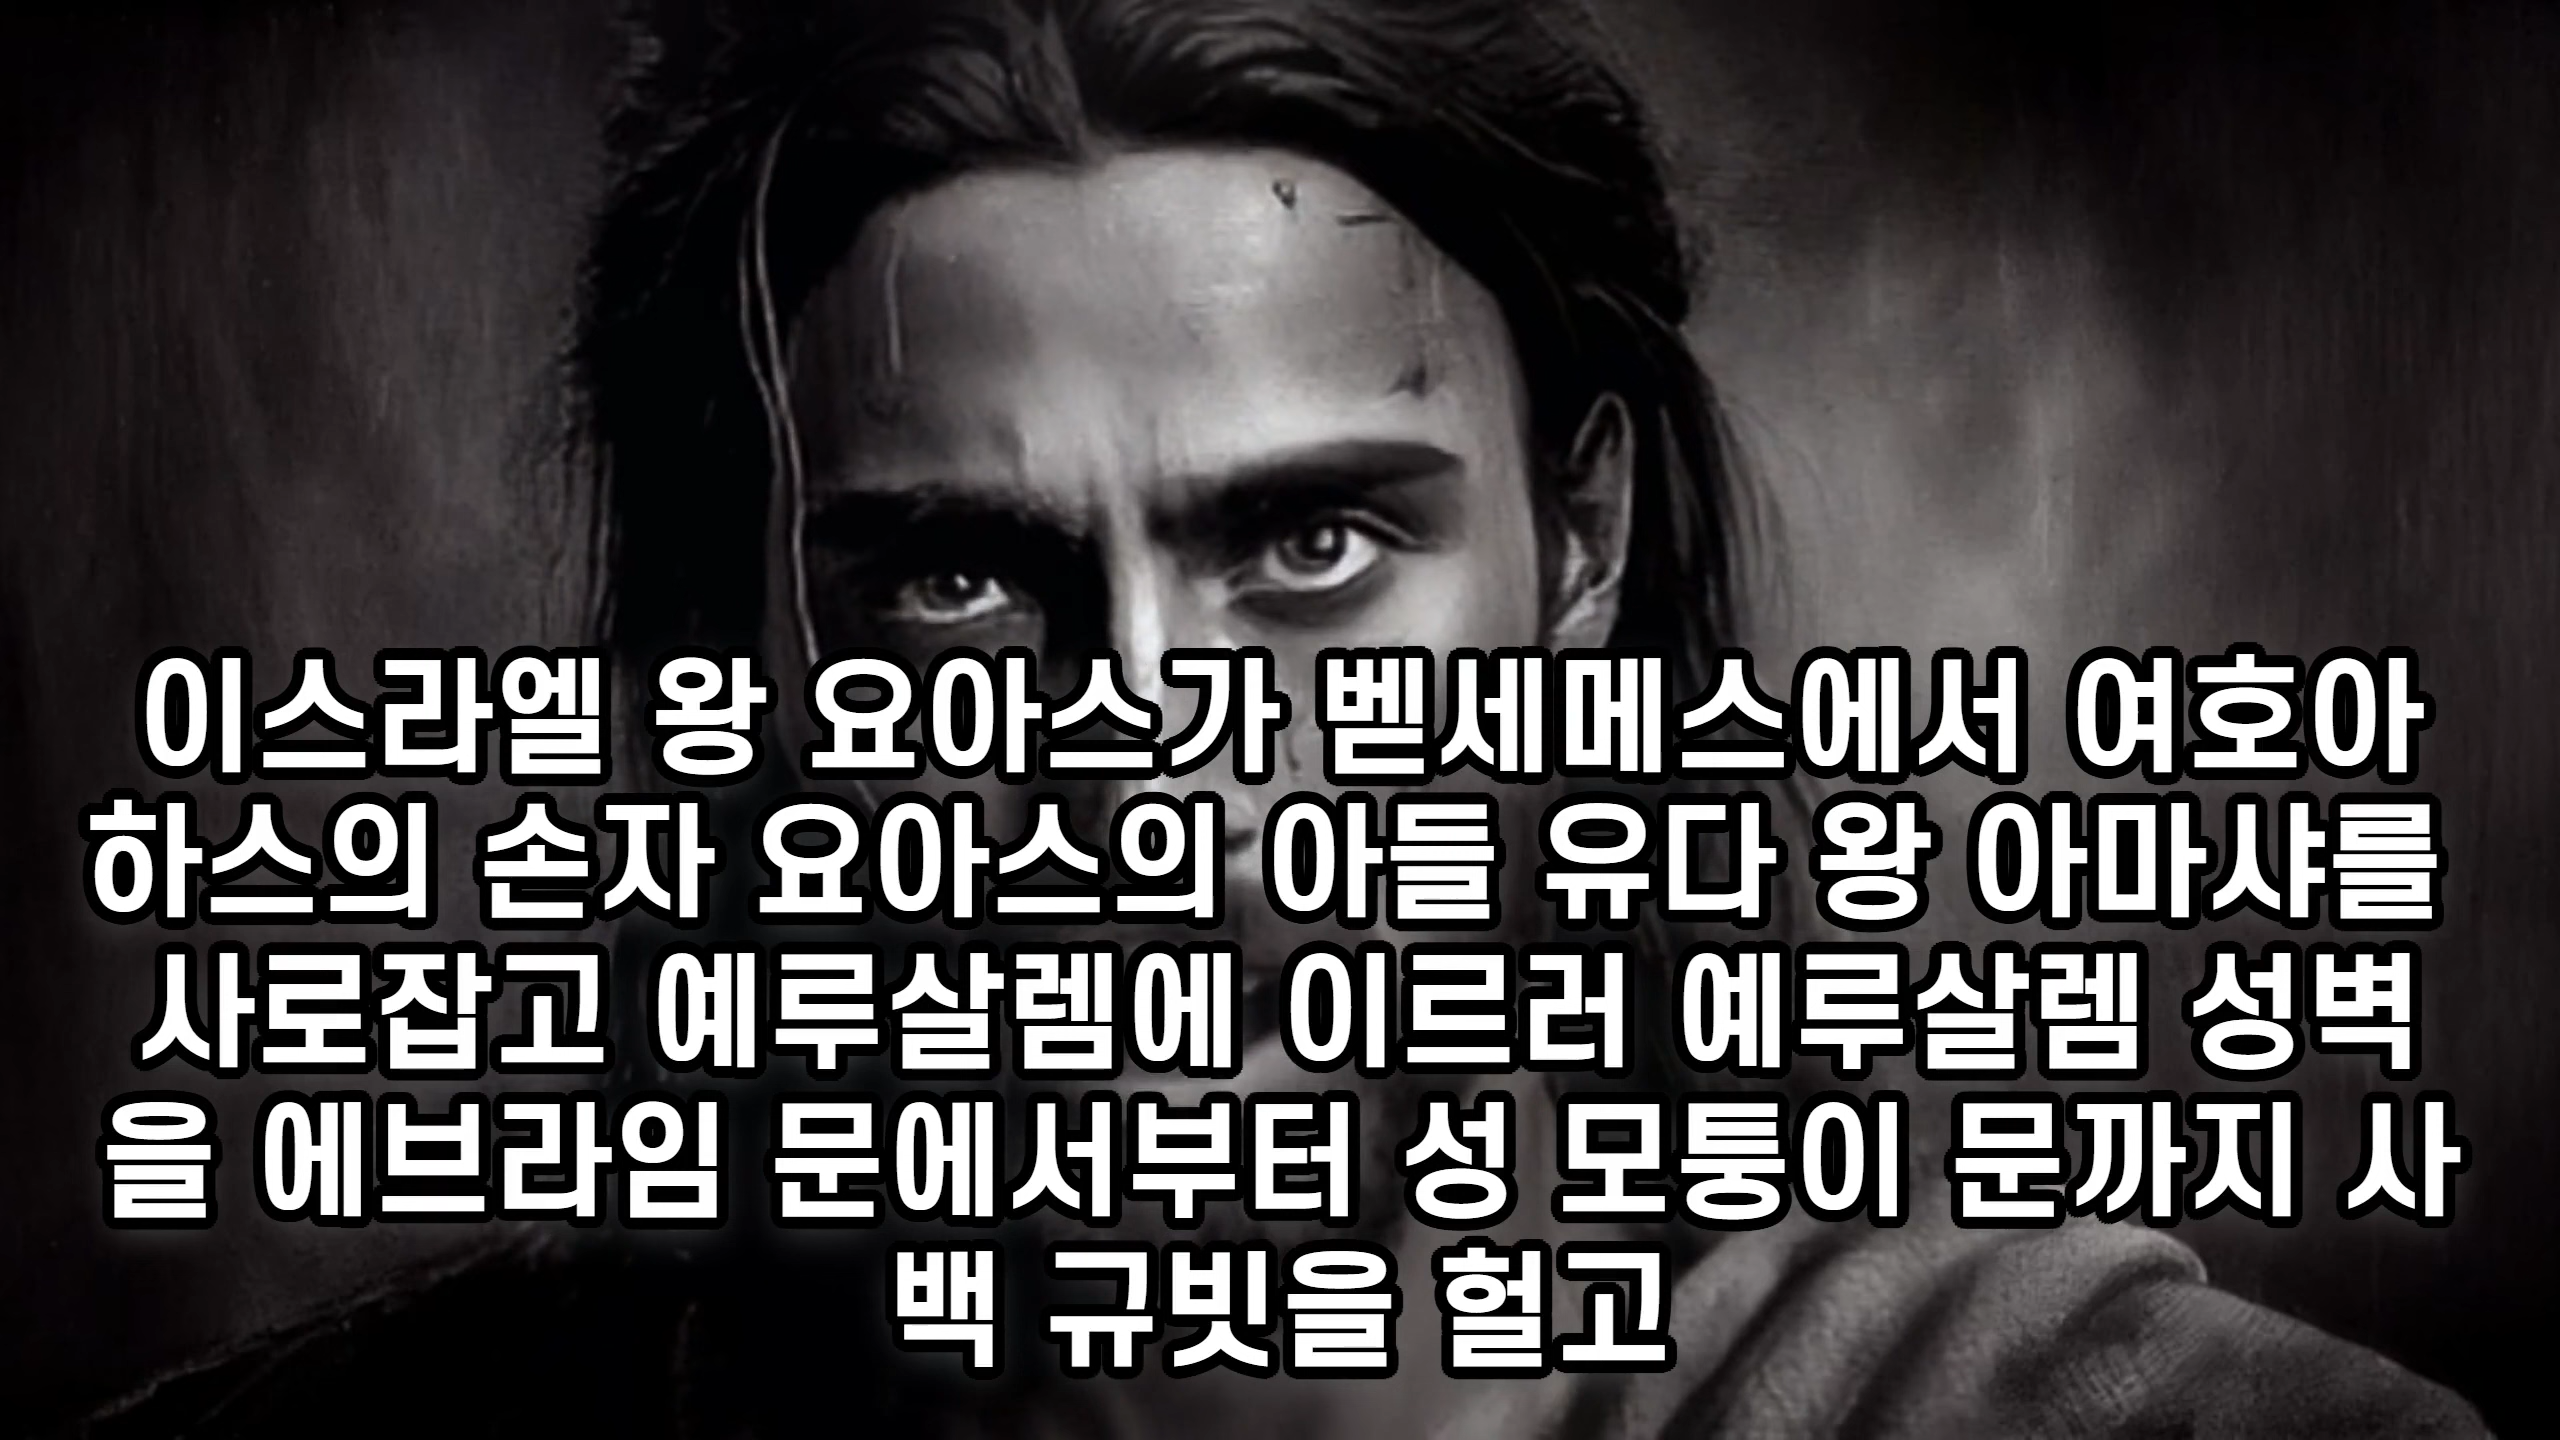 이스라엘 왕 요아스가 벧세메스에서 여호아
하스의 손자 요아스의 아들 유다 왕 아마샤를
사로잡고 예루살렘에 이르러 예루살렘 성벽
을 에브라임 문에서부터 성 모퉁이 문까지 사
백 규빗을 헐고